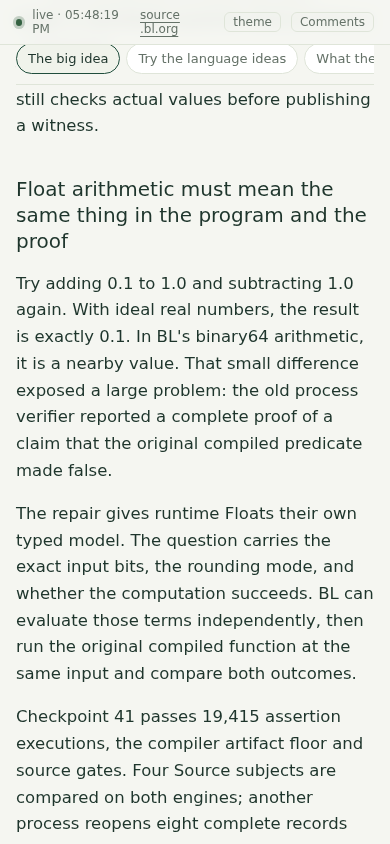 live · 05:48:19
PM
source
.bl.org
theme
Comments
The big idea
Try the language ideas
What the
still checks actual values before publishing
a witness.
Float arithmetic must mean the
same thing in the program and the
proof
Try adding 0.1 to 1.0 and subtracting 1.0
again. With ideal real numbers, the result
is exactly 0.1. In BL's binary64 arithmetic,
it is a nearby value. That small difference
exposed a large problem: the old process
verifier reported a complete proof of a
claim that the original compiled predicate
made false.
The repair gives runtime Floats their own
typed model. The question carries the
exact input bits, the rounding mode, and
whether the computation succeeds. BL can
evaluate those terms independently, then
run the original compiled function at the
same input and compare both outcomes.
Checkpoint 41 passes 19,415 assertion
executions, the compiler artifact floor and
source gates. Four Source subjects are
compared on both engines; another
process reopens eight complete records